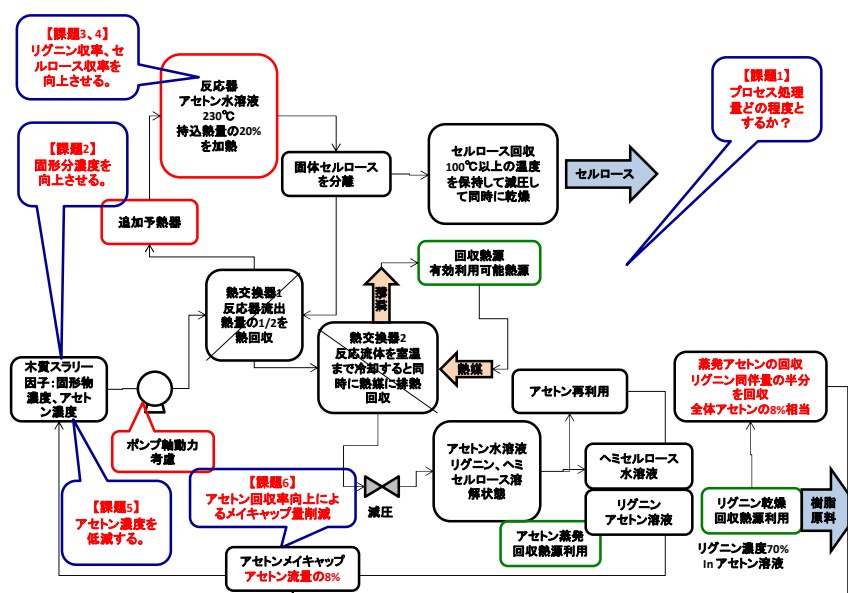 【課題3、4】
リグニン収率、セ
ルロース収率を
向上させる。
反応器
アセトン水溶液
230℃
持込熱量の20%
を加熱
【課題1】
プロセス処理
量どの程度と
するか？
【課題2】
固形分濃度を
向上させる。
固体セルロース
を分離
セルロース回収
100℃以上の温度
を保持して減圧し
て同時に乾燥
セルロース
追加予熱器
回収熱源
有効利用可能熱源
熱媒
熱交換器1
反応器流出
熱量の1/2を
熱回収
熱交換器2
反応流体を室温
まで冷却すると同
時に熱媒に排熱
回収
熱媒
木質スラリー
因子：固形物
濃度、アセト
ン濃度
ポンプ軸動力
考慮
アセトン再利用
蒸発アセトンの回収
リグニン同伴量の半分
を回収
全体アセトンの8%相当
【課題5】
アセトン濃度を
低減する。
【課題6】
アセトン回収率向上によ
るメイキャップ量削減
減圧
アセトン水溶液
リグニン、ヘミ
セルロース溶
解状態
ヘミセルロース
水溶液
リグニン
アセトン溶液
アセトン蒸発
回収熱源利用
リグニン乾燥
回収熱源利用
樹脂
原料
リグニン濃度70%
In アセトン溶液
アセトンメイキャップ
アセトン流量の8%